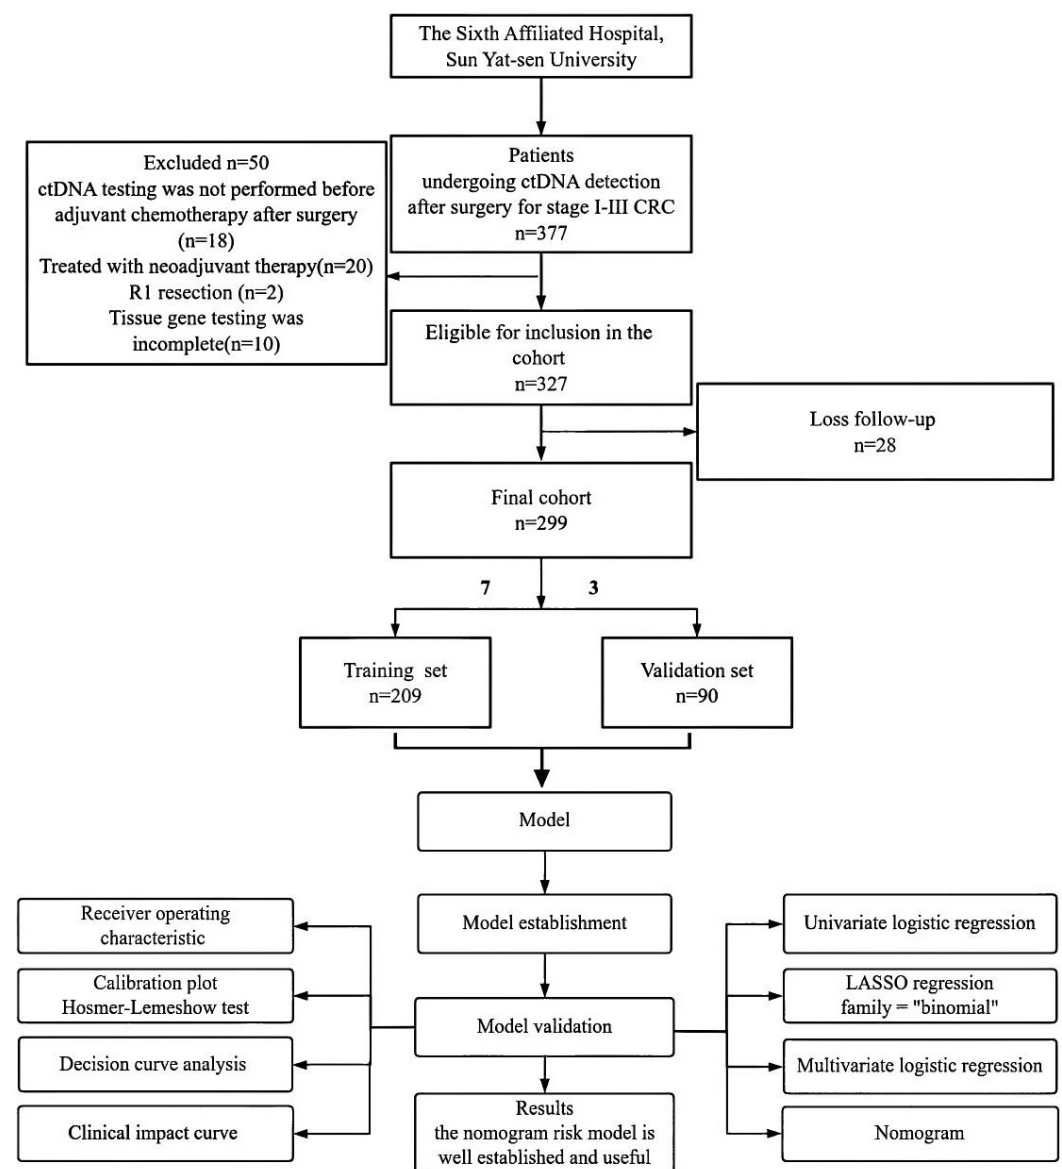 The Sixth Affiliated Hospital,
Sun Yat-sen University
Patients
undergoing ctDNA detection
after surgery for stage I-III CRC
n=377
Excluded n=50
ctDNA testing was not performed before
adjuvant chemotherapy after surgery
(n=18)
Treated with neoadjuvant therapy(n=20)
R1 resection (n=2)
Tissue gene testing was
incomplete(n=10)
Eligible for inclusion in the
cohort
n=327
Loss follow-up
n=28
Final cohort
n=299
7 3
Training set
n=209
Validation set
n=90
Model
Model establishment
Model validation
Results
the nomogram risk model is
well established and useful
Receiver operating
characteristic
Calibration plot
Hosmer-Lemeshow test
Decision curve analysis
Clinical impact curve
Univariate logistic regression
LASSO regression
family = "binomial"
Multivariate logistic regression
Nomogram